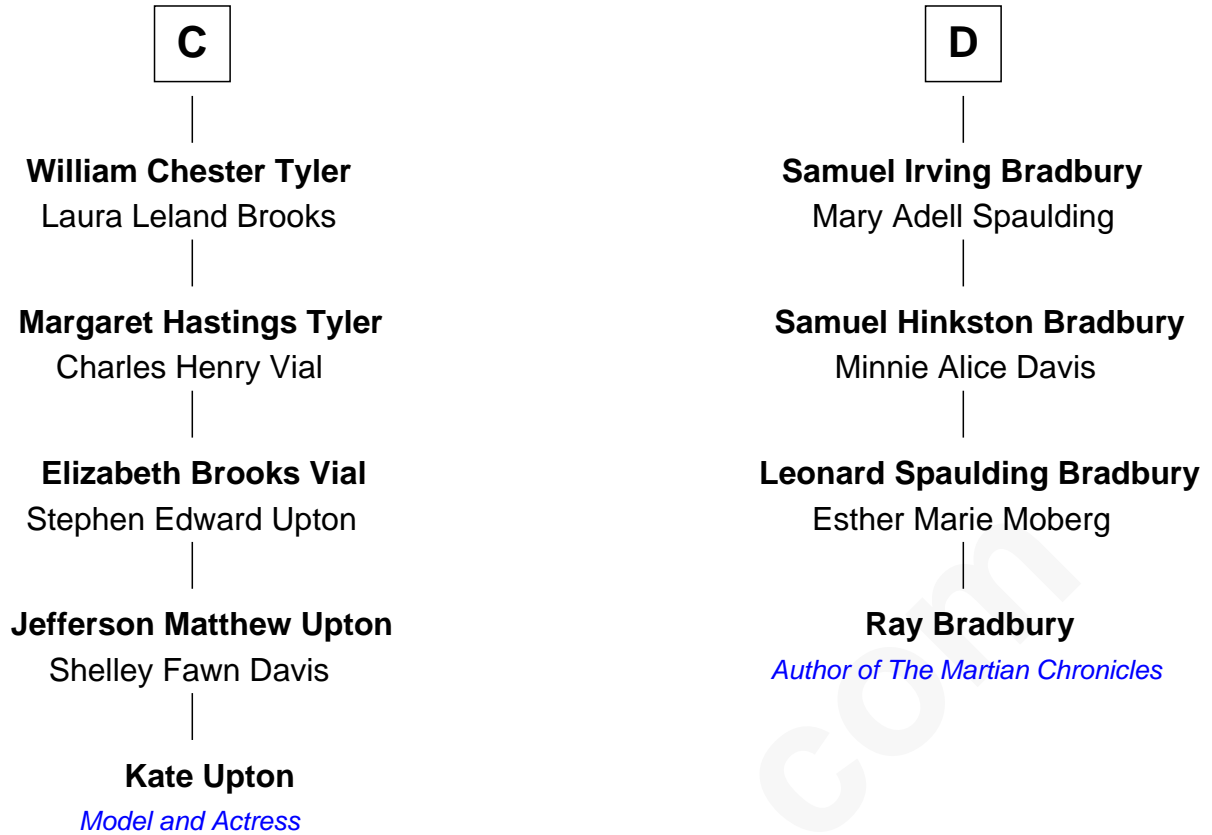 C
William Chester Tyler
Laura Leland Brooks
Margaret Hastings Tyler
Charles Henry Vial
Elizabeth Brooks Vial
Stephen Edward Upton
Jefferson Matthew Upton
Shelley Fawn Davis
Kate Upton
Model and Actress
D
Samuel Irving Bradbury
Mary Adell Spaulding
Samuel Hinkston Bradbury
Minnie Alice Davis
Leonard Spaulding Bradbury
Esther Marie Moberg
Ray Bradbury
Author of The Martian Chronicles
com